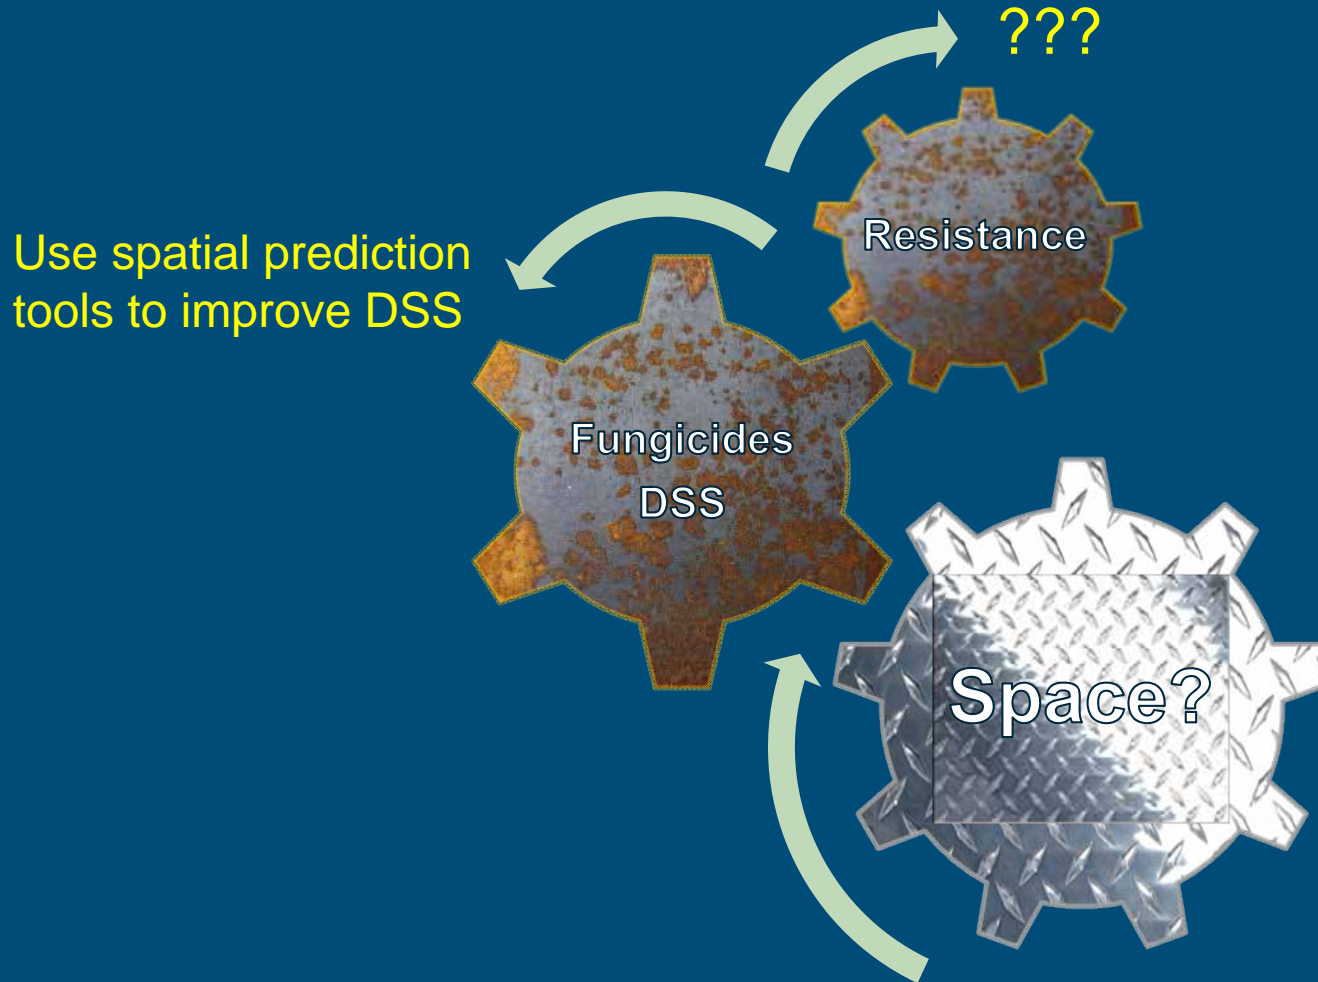 ???
Resistance
Use spatial prediction
tools to improve DSS
Fungicides
DSS
Space?